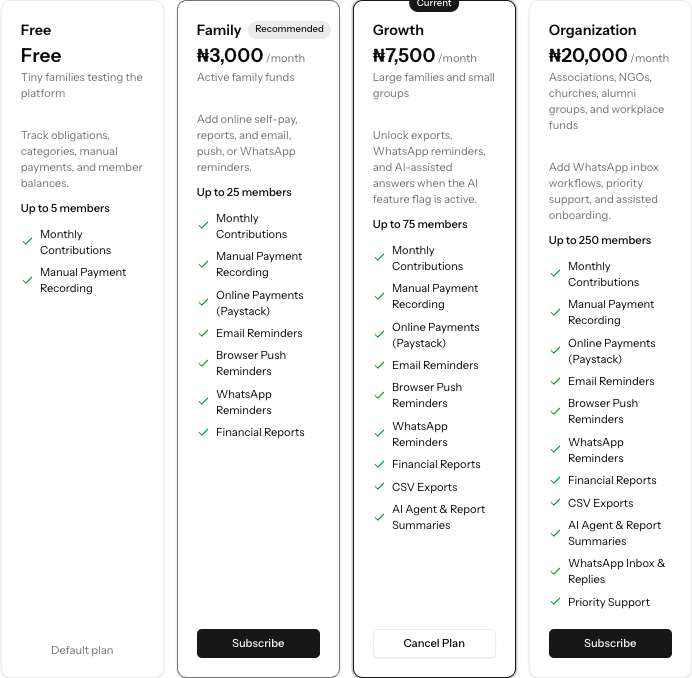 Free
Free
Tiny families testing the
platform
Track obligations,
categories, manual
payments, and member
balances.
Up to 5 members
Monthly
Contributions
Manual Payment
Recording
Default plan
Family Recommended
₦3,000 /month
Active family funds
Add online self-pay,
reports, and email,
push, or WhatsApp
reminders.
Up to 25 members
Monthly
Contributions
Manual Payment
Recording
Online Payments
(Paystack)
Email Reminders
Browser Push
Reminders
WhatsApp
Reminders
Financial Reports
Subscribe
Current
Growth
₦7,500 /month
Large families and small
groups
Unlock exports,
WhatsApp reminders,
and AI-assisted
answers when the AI
feature flag is active.
Up to 75 members
Monthly
Contributions
Manual Payment
Recording
Online Payments
(Paystack)
Email Reminders
Browser Push
Reminders
WhatsApp
Reminders
Financial Reports
CSV Exports
AI Agent & Report
Summaries
Cancel Plan
Organization
₦20,000 /month
Associations, NGOs,
churches, alumni
groups, and workplace
funds
Add WhatsApp inbox
workflows, priority
support, and assisted
onboarding.
Up to 250 members
Monthly
Contributions
Manual Payment
Recording
Online Payments
(Paystack)
Email Reminders
Browser Push
Reminders
WhatsApp
Reminders
Financial Reports
CSV Exports
AI Agent & Report
Summaries
WhatsApp Inbox &
Replies
Priority Support
Subscribe